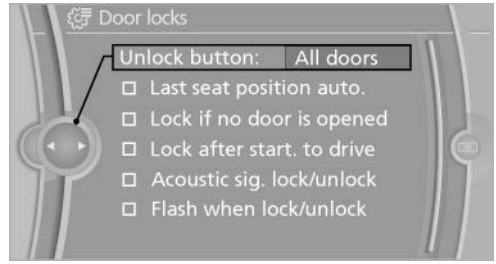 Door locks
Unlock button: All doors
Last seat position auto.
Lock if no door is opened
Lock after start. to drive
Acoustic sig. lock/unlock
Flash when lock/unlock